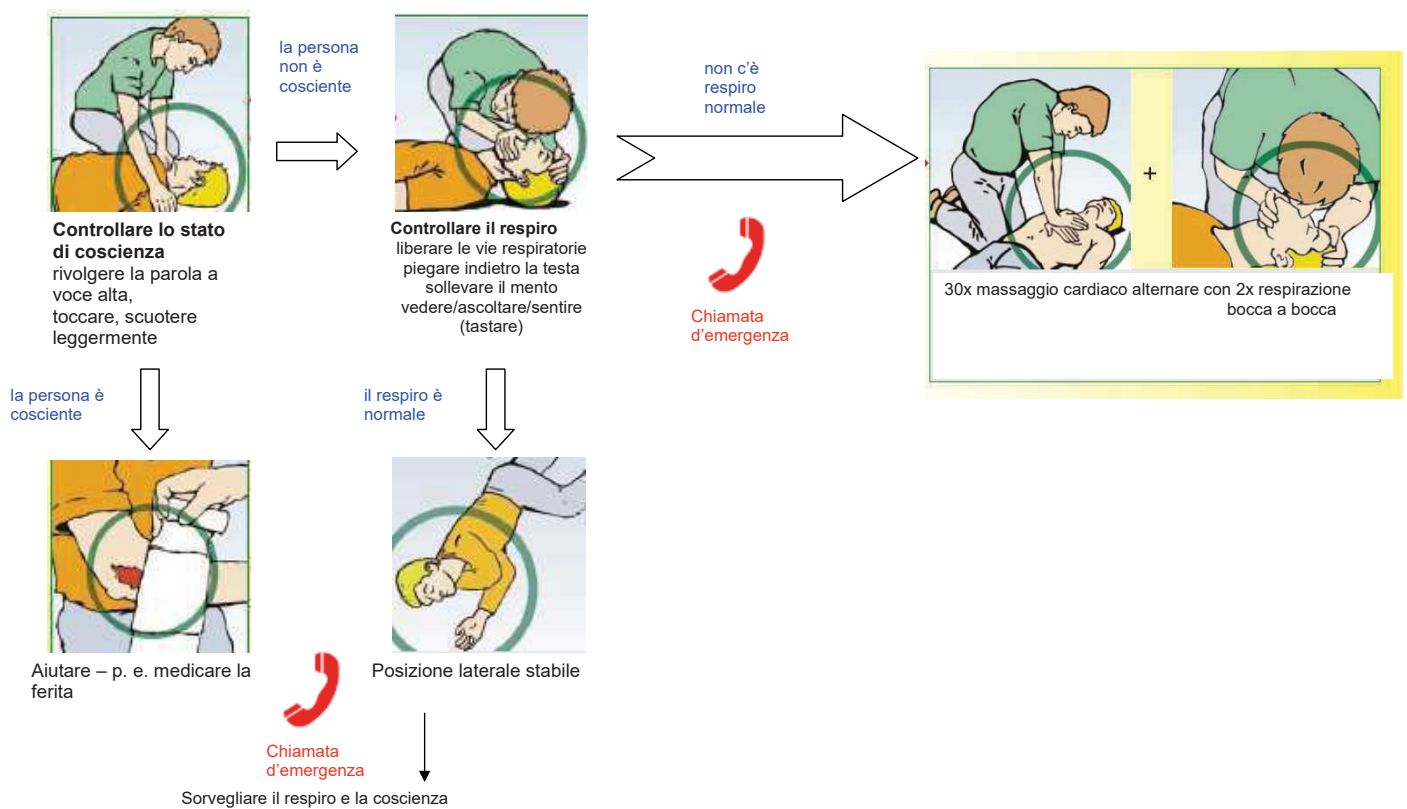 la persona
non è
cosciente
non c’è
respiro
normale
Controllare lo stato
di coscienza
rivolgere la parola a
voce alta,
toccare, scuotere
leggermente
Controllare il respiro
liberare le vie respiratorie
piegare indietro la testa
sollevare il mento
vedere/ascoltare/sentire
(tastare)
Chiamata
d’emergenza
+
30x massaggio cardiaco alternare con 2x respirazione
bocca a bocca
la persona è
cosciente
il respiro è
normale
Aiutare – p. e. medicare la
ferita
Posizione laterale stabile
Chiamata
d’emergenza
Sorvegliare il respiro e la coscienza